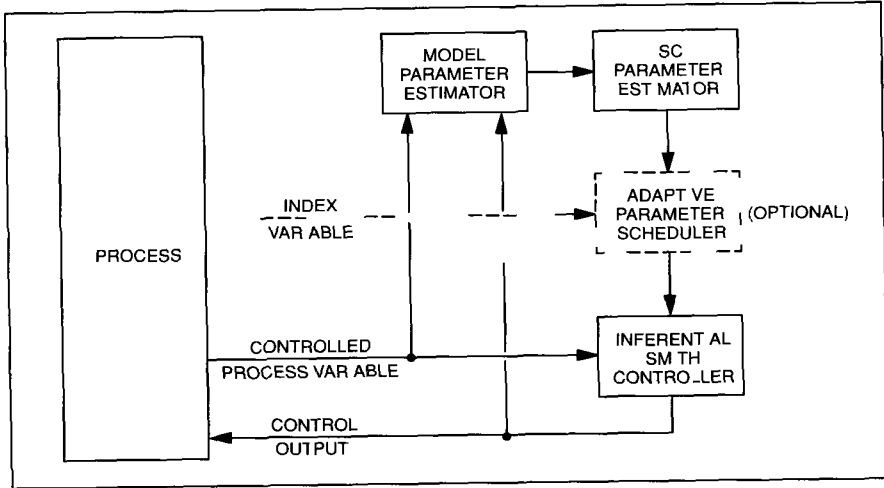 MODEL
PARAMETER
ESTIMATOR
SC
PARAMETER
EST MATOR
INDEX
VAR ABLE
ADAPT VE
PARAMETER
SCHEDULER
(OPTIONAL)
PROCESS
CONTROLLED
PROCESS VAR ABLE
INFERENT AL
SM TH
CONTROLLER
CONTROL
OUTPUT